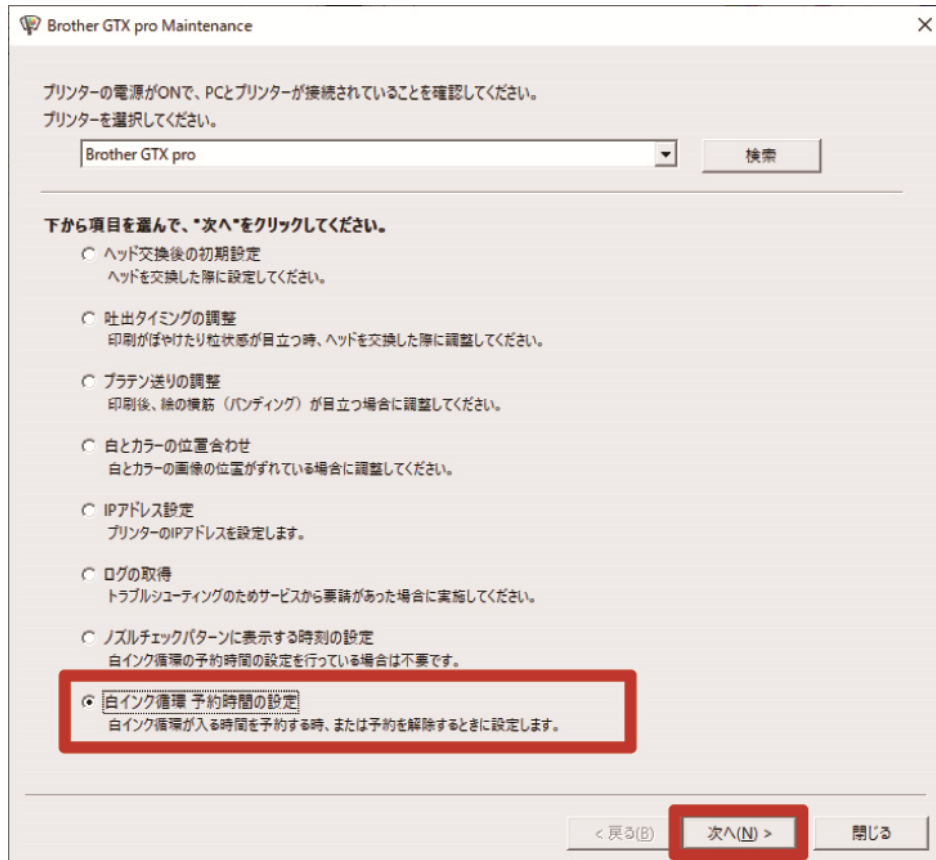 Brother GTX pro Maintenance
プリンターの電源がONで、PCとプリンターが接続されていることを確認してください。
プリンターを選択してください。
Brother GTX pro
検索
下から項目を選んで、"次へ"をクリックしてください。
ヘッド交換後の初期設定
ヘッドを交換した際に設定してください。
吐出タイミングの調整
印刷がぼやけたり粒状感が目立つ時、ヘッドを交換した際に調整してください。
プラテン送りの調整
印刷後、絵の横筋（バンディング）が目立つ場合に調整してください。
白とカラーの位置合わせ
白とカラーの画像の位置がずれている場合に調整してください。
IPアドレス設定
プリンターのIPアドレスを設定します。
ログの取得
トラブルシューティングのためサービスから要請があった場合に実施してください。
ノズルチェックパターンに表示する時刻の設定
白インク循環の予約時間の設定を行っている場合は不要です。
白インク循環 予約時間の設定
白インク循環が入る時間を予約する時、または予約を解除するときに設定します。
< 戻る(B)
次へ(N) >
閉じる